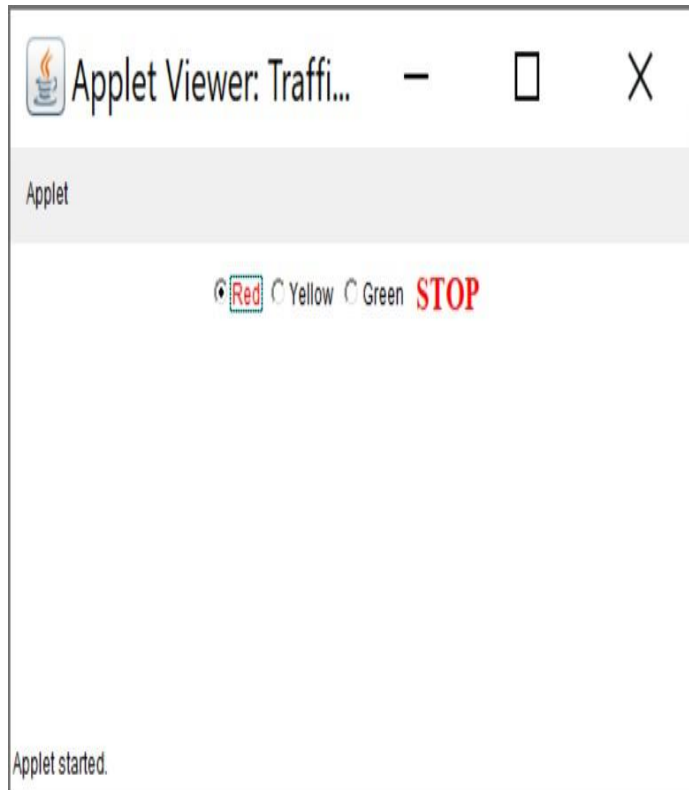 Applet Viewer: Traffi...
Applet
Red Yellow Green STOP
Applet started.